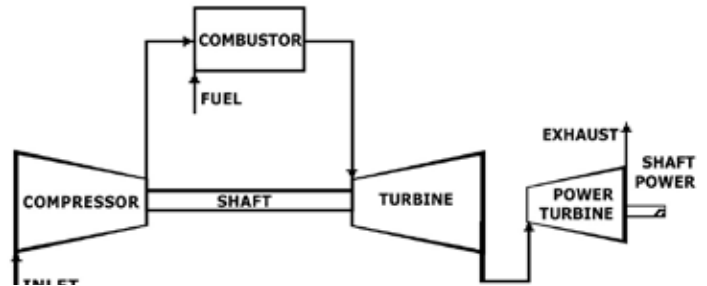 COMBUSTOR
FUEL
EXHAUST
SHAFT
POWER
COMPRESSOR
SHAFT
TURBINE
POWER
TURBINE
INLET